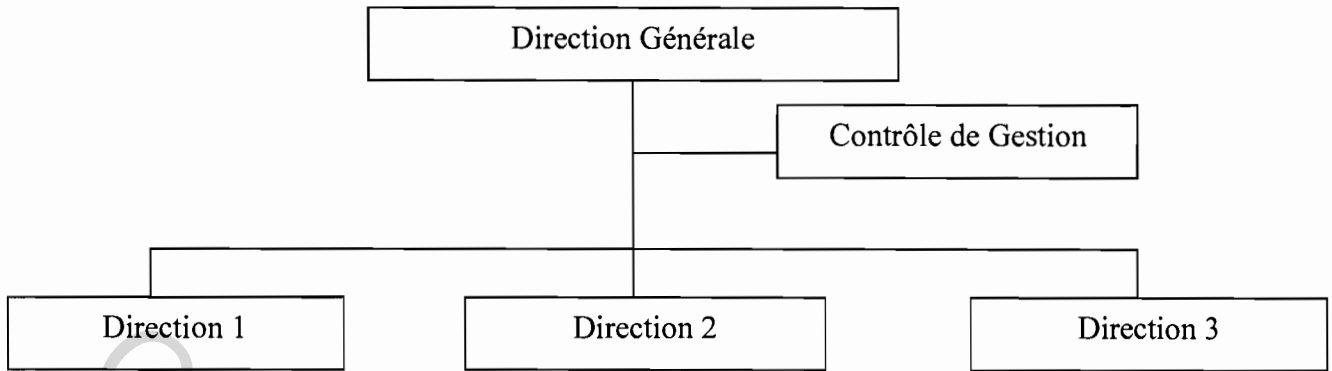 Direction Générale
Contrôle de Gestion
Direction 1
Direction 2
Direction 3